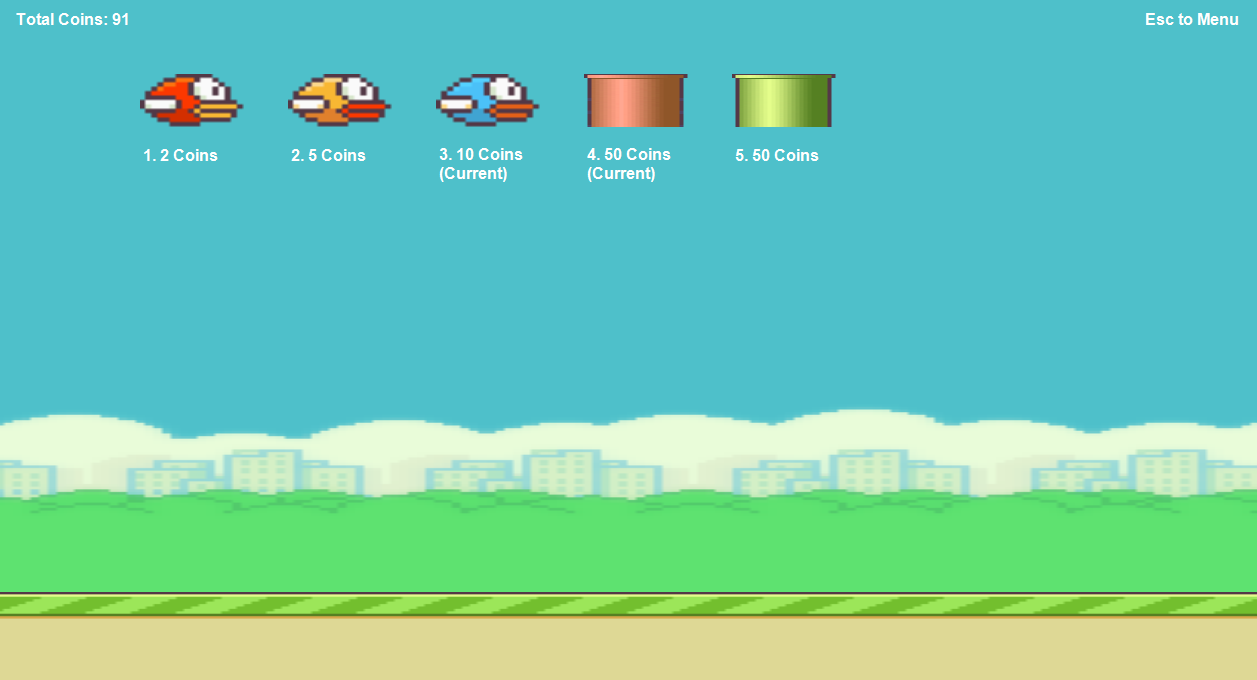 Total Coins: 91
Esc to Menu
1. 2 Coins
2. 5 Coins
3. 10 Coins
(Current)
4. 50 Coins
(Current)
5. 50 Coins